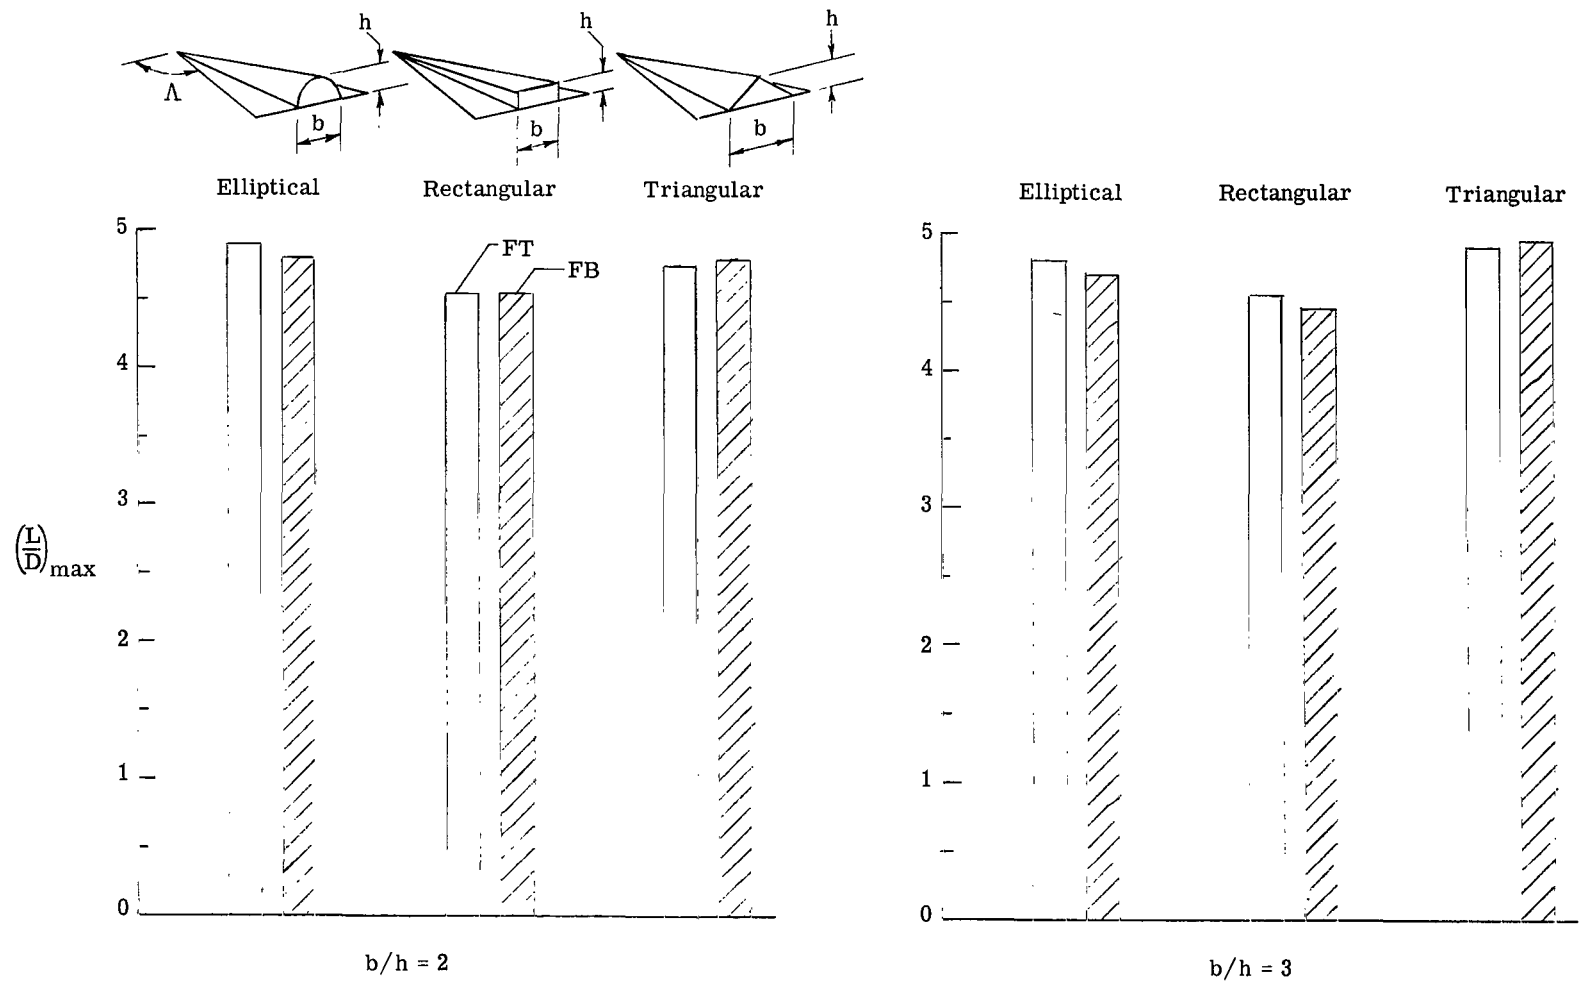 h
h
h
Λ
b
b
b
Elliptical
Rectangular
Triangular
5
4
3
2
1
0
FT
FB
(L/D)max
b/h = 2
Elliptical
Rectangular
Triangular
5
4
3
2
1
0
b/h = 3